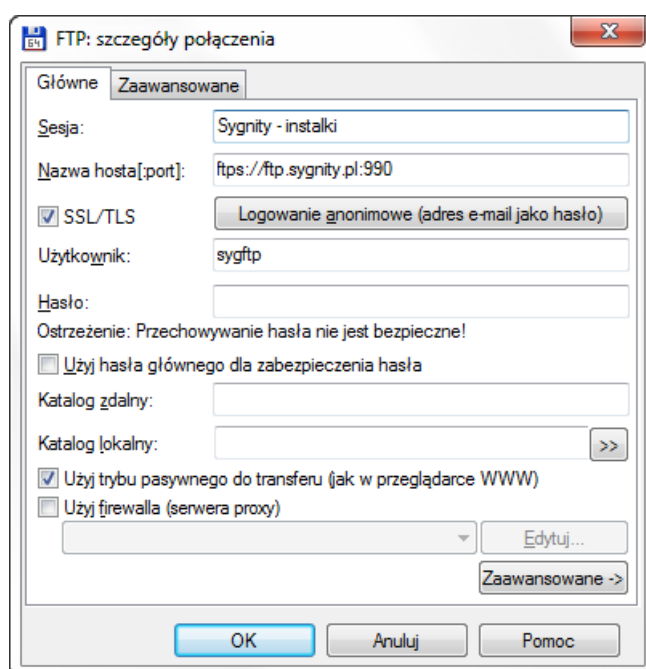 64
FTP: szczegóły połączenia
Główne
Zaawansowane
Sesja:
Sygnity - instalki
Nazwa hosta[:port]:
ftps://ftp.sygnity.pl:990
SSL/TLS
Logowanie anonimowe (adres e-mail jako hasło)
Użytkownik:
sygftp
Hasło:
Ostrzeżenie: Przechowywanie hasła nie jest bezpieczne!
Użyj hasła głównego dla zabezpieczenia hasła
Katalog zdalny:
Katalog lokalny:
>>
Użyj trybu pasywnego do transferu (jak w przeglądarce WWW)
Użyj firewalla (serwera proxy)
Edytuj...
Zaawansowane ->
OK
Anuluj
Pomoc